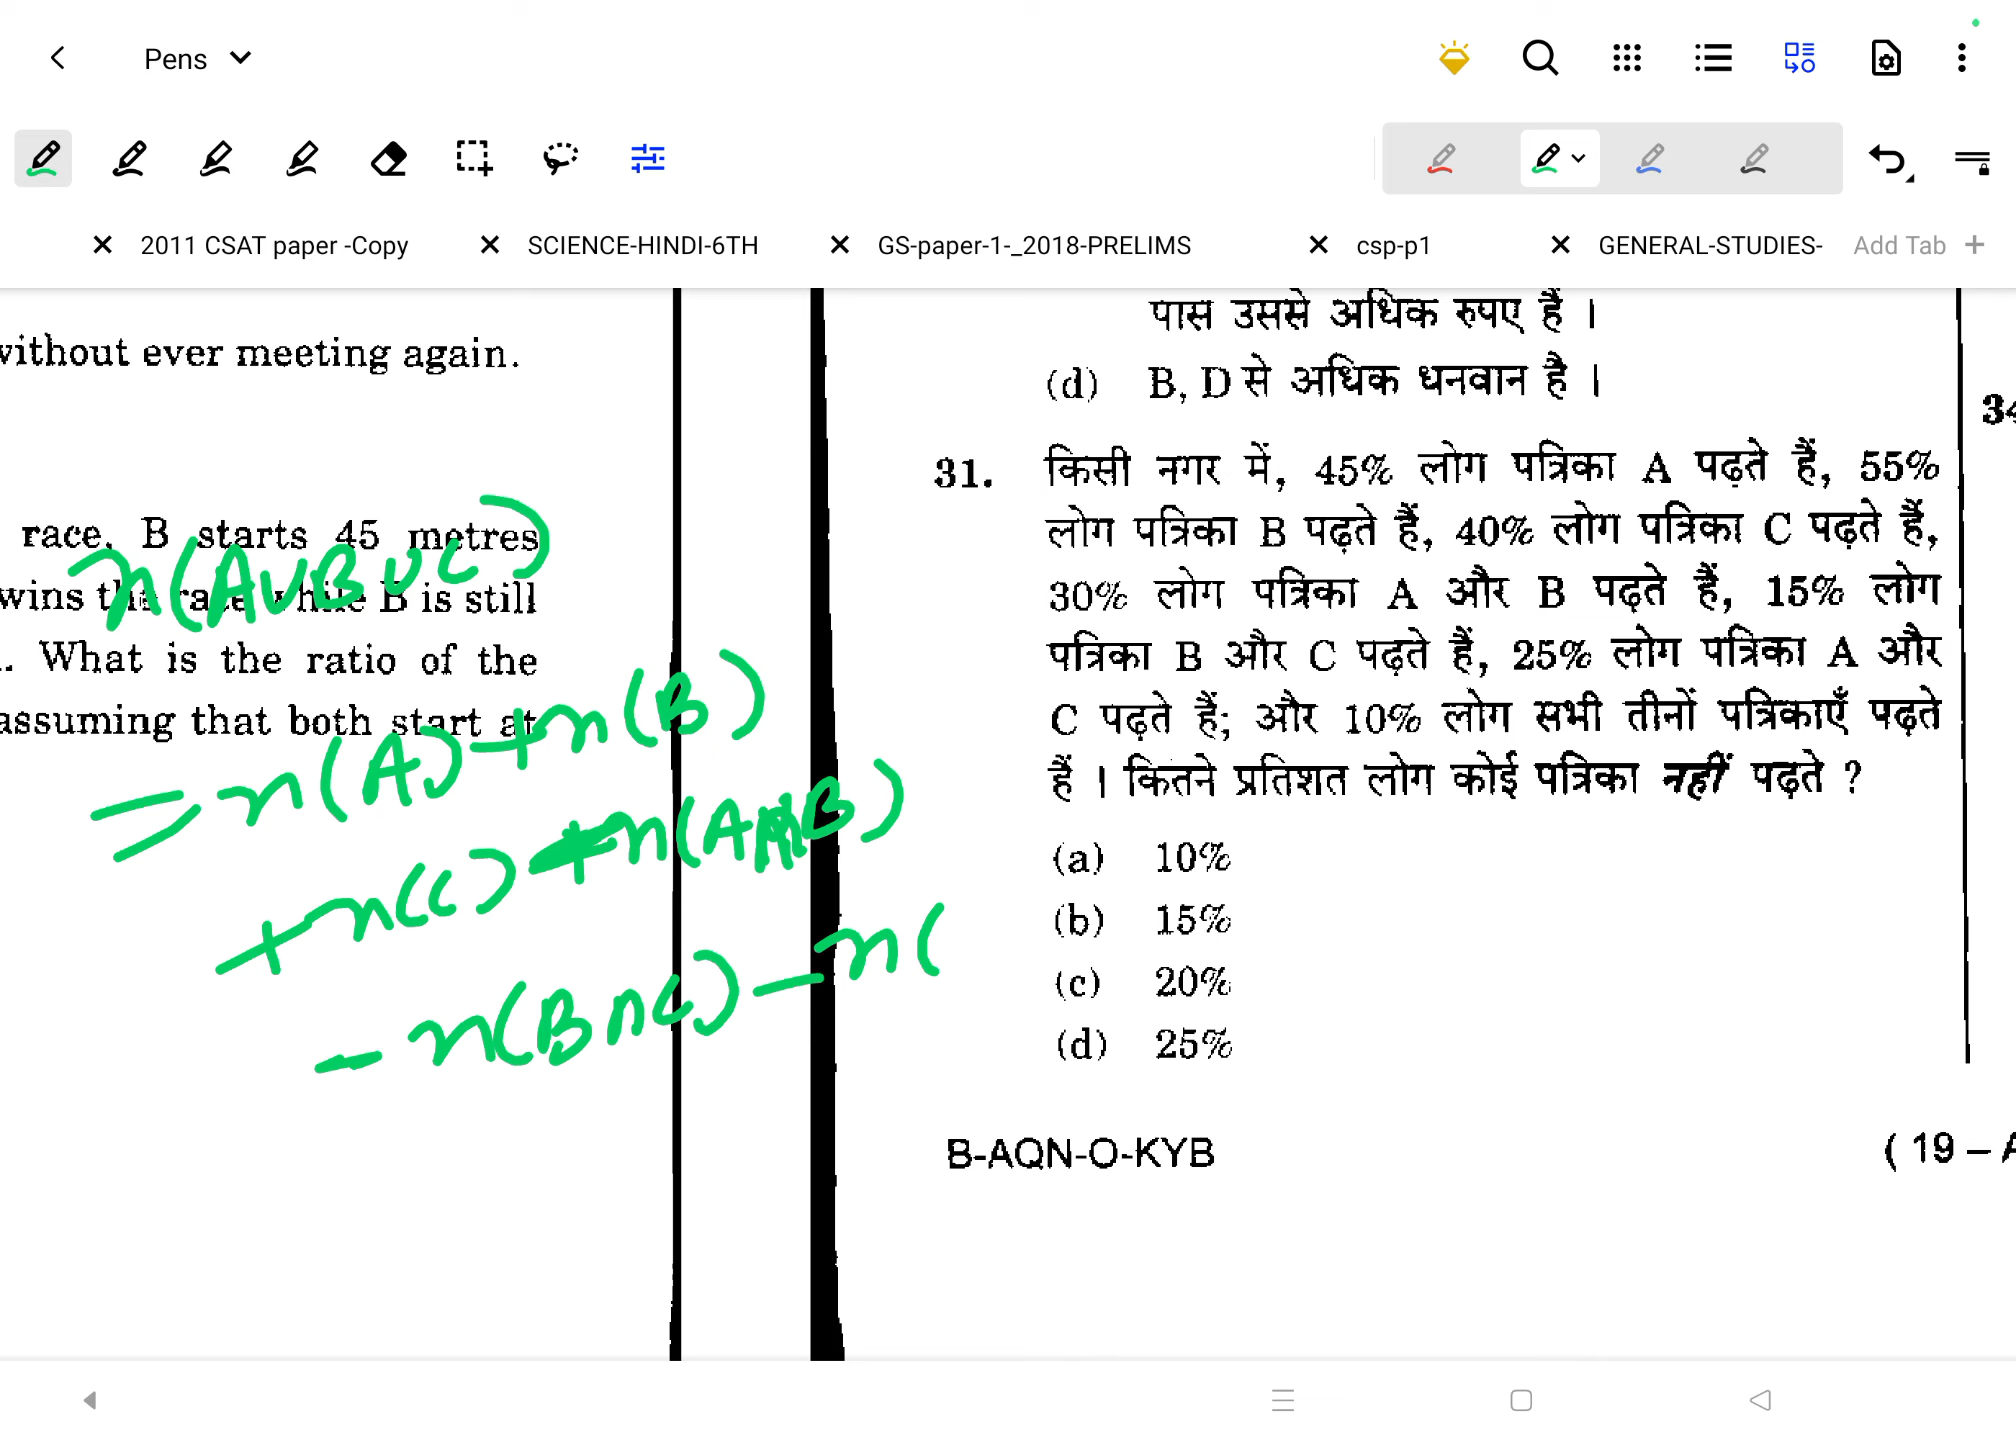 Pens
2011 CSAT paper -Copy
SCIENCE-HINDI-6TH
GS-paper-1-_2018-PRELIMS
csp-p1
GENERAL-STUDIES-
Add Tab +
without ever meeting again.
race, B starts 45 metres
wins the race while B is still
. What is the ratio of the
assuming that both start at
n(A∪B∪C)
= n(A) + n(B)
+ n(C) - n(A∩B)
- n(B∩C) - n(
पास उससे अधिक रुपए हैं ।
(d) B, D से अधिक धनवान है ।
31. किसी नगर में, 45% लोग पत्रिका A पढ़ते हैं, 55%
लोग पत्रिका B पढ़ते हैं, 40% लोग पत्रिका C पढ़ते हैं,
30% लोग पत्रिका A और B पढ़ते हैं, 15% लोग
पत्रिका B और C पढ़ते हैं, 25% लोग पत्रिका A और
C पढ़ते हैं; और 10% लोग सभी तीनों पत्रिकाएँ पढ़ते
हैं । कितने प्रतिशत लोग कोई पत्रिका नहीं पढ़ते ?
(a) 10%
(b) 15%
(c) 20%
(d) 25%
B-AQN-O-KYB
( 19 – A
34